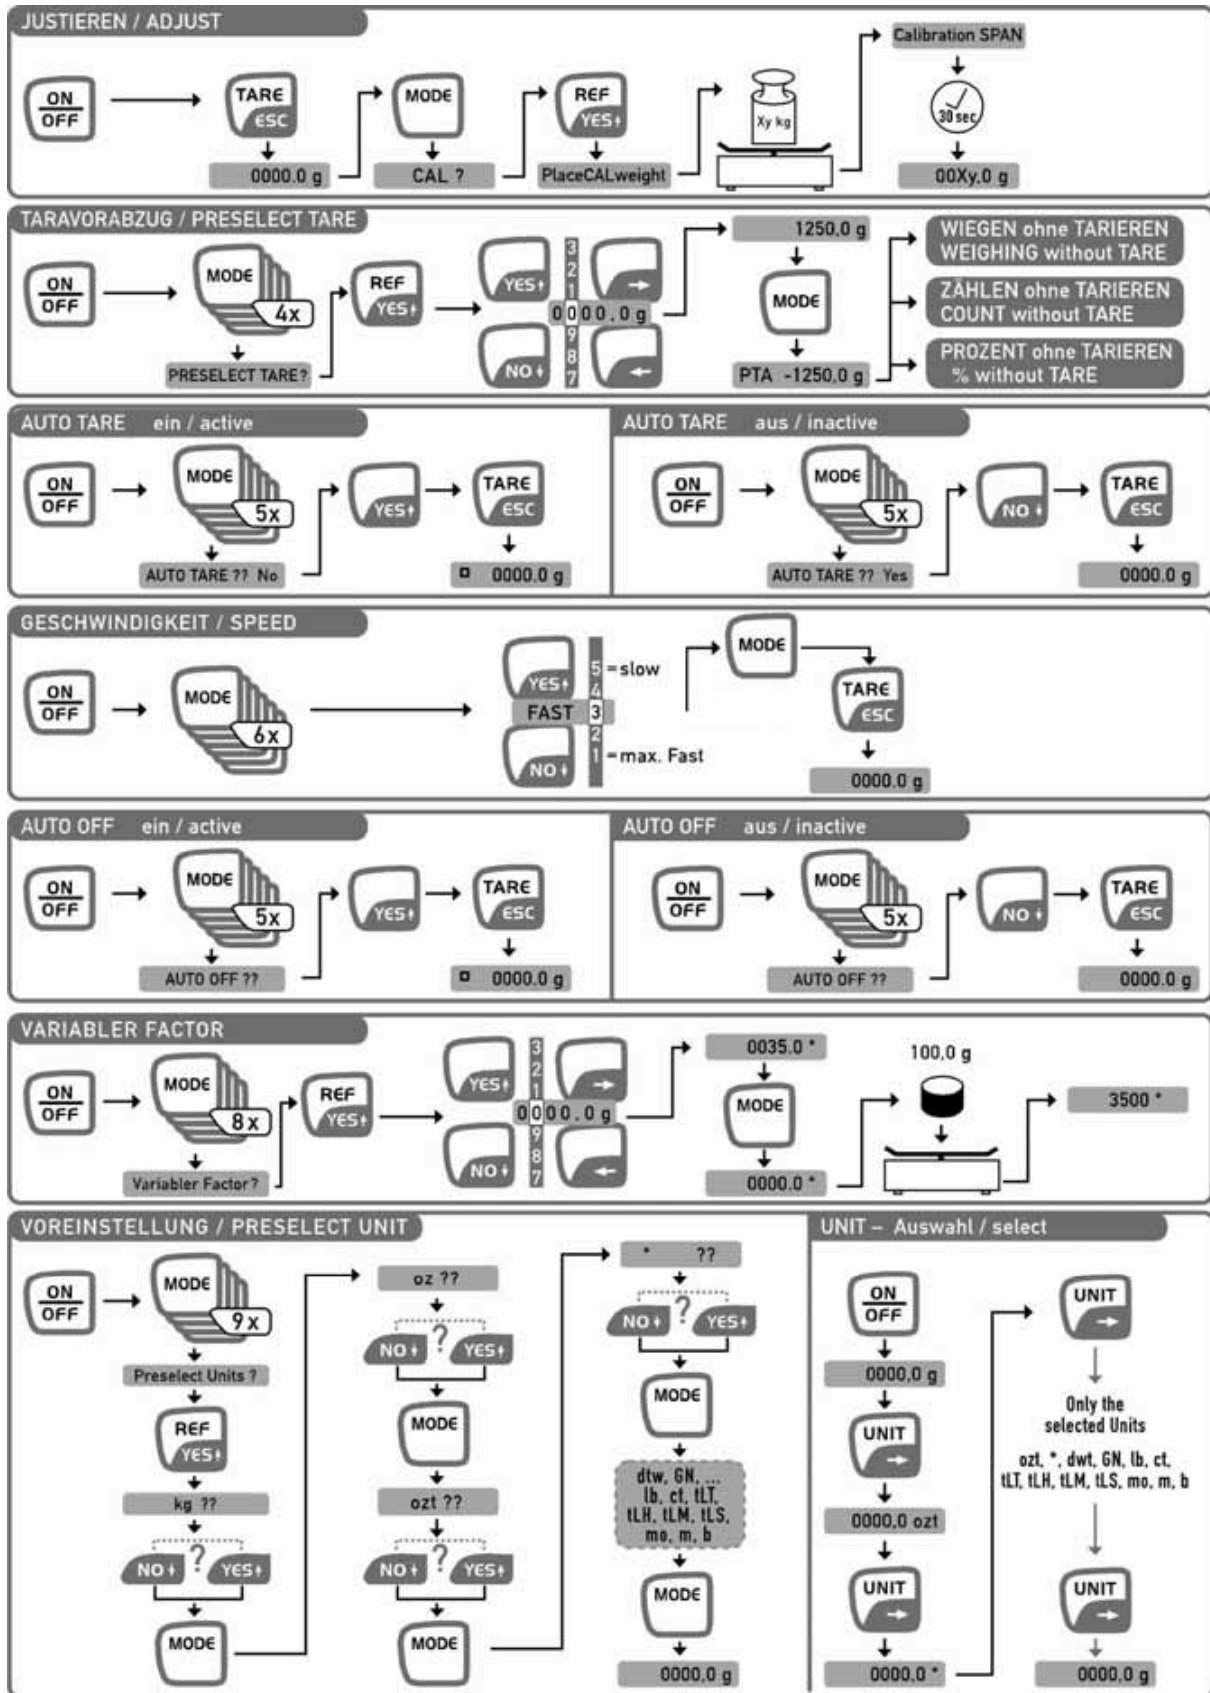 JUSTIEREN / ADJUST
ON
OFF
TARE
ESC
0000.0 g
MODE
CAL ?
REF
YES
PlaceCALweight
Xy kg
Calibration SPAN
30 sec
00Xy,0 g
TARAVORABZUG / PRESELECT TARE
ON
OFF
MODE
4x
PRESELECT TARE?
REF
YES
YES
NO
3
2
1
0000,0 g
9
8
7
1250,0 g
MODE
PTA -1250,0 g
WIEGEN ohne TARIEREN
WEIGHING without TARE
ZÄHLEN ohne TARIEREN
COUNT without TARE
PROZENT ohne TARIEREN
% without TARE
AUTO TARE ein / active
ON
OFF
MODE
5x
AUTO TARE ?? No
YES
TARE
ESC
0000.0 g
AUTO TARE aus / inactive
ON
OFF
MODE
5x
AUTO TARE ?? Yes
NO
TARE
ESC
0000.0 g
GESCHWINDIGKEIT / SPEED
ON
OFF
MODE
6x
YES
NO
5 = slow
4
FAST 3
2
1 = max. Fast
MODE
TARE
ESC
0000.0 g
AUTO OFF ein / active
ON
OFF
MODE
5x
AUTO OFF ??
YES
TARE
ESC
0000.0 g
AUTO OFF aus / inactive
ON
OFF
MODE
5x
AUTO OFF ??
NO
TARE
ESC
0000.0 g
VARIABLER FACTOR
ON
OFF
MODE
8x
Variabler Factor?
REF
YES
YES
NO
3
2
1
0000,0 g
9
8
7
0035.0 *
MODE
0000.0 *
100,0 g
3500 *
VOREINSTELLUNG / PRESELECT UNIT
ON
OFF
MODE
9x
Preselect Units ?
REF
YES
kg ??
?
NO YES
MODE
oz ??
?
NO YES
MODE
ozt ??
?
NO YES
MODE
* ??
?
NO YES
MODE
dtw, GN, ...
lb, ct, tLT,
tLH, tLM, tLS,
mo, m, b
MODE
0000,0 g
UNIT – Auswahl / select
ON
OFF
0000,0 g
UNIT
0000,0 ozt
UNIT
0000,0 *
UNIT
Only the
selected Units
ozt, *, dwt, GN, lb, ct,
tLT, tLH, tLM, tLS, mo, m, b
UNIT
0000,0 g